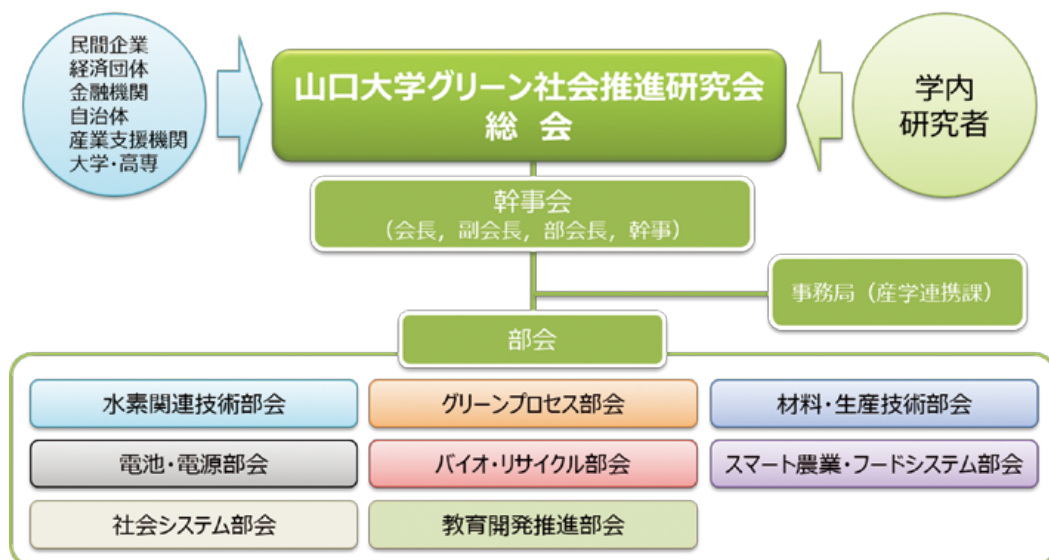 民間企業
経済団体
金融機関
自治体
産業支援機関
大学・高専
山口大学グリーン社会推進研究会
総 会
学内
研究者
幹事会
（会長，副会長，部会長，幹事）
事務局（産学連携課）
部会
水素関連技術部会
グリーンプロセス部会
材料・生産技術部会
電池・電源部会
バイオ・リサイクル部会
スマート農業・フードシステム部会
社会システム部会
教育開発推進部会